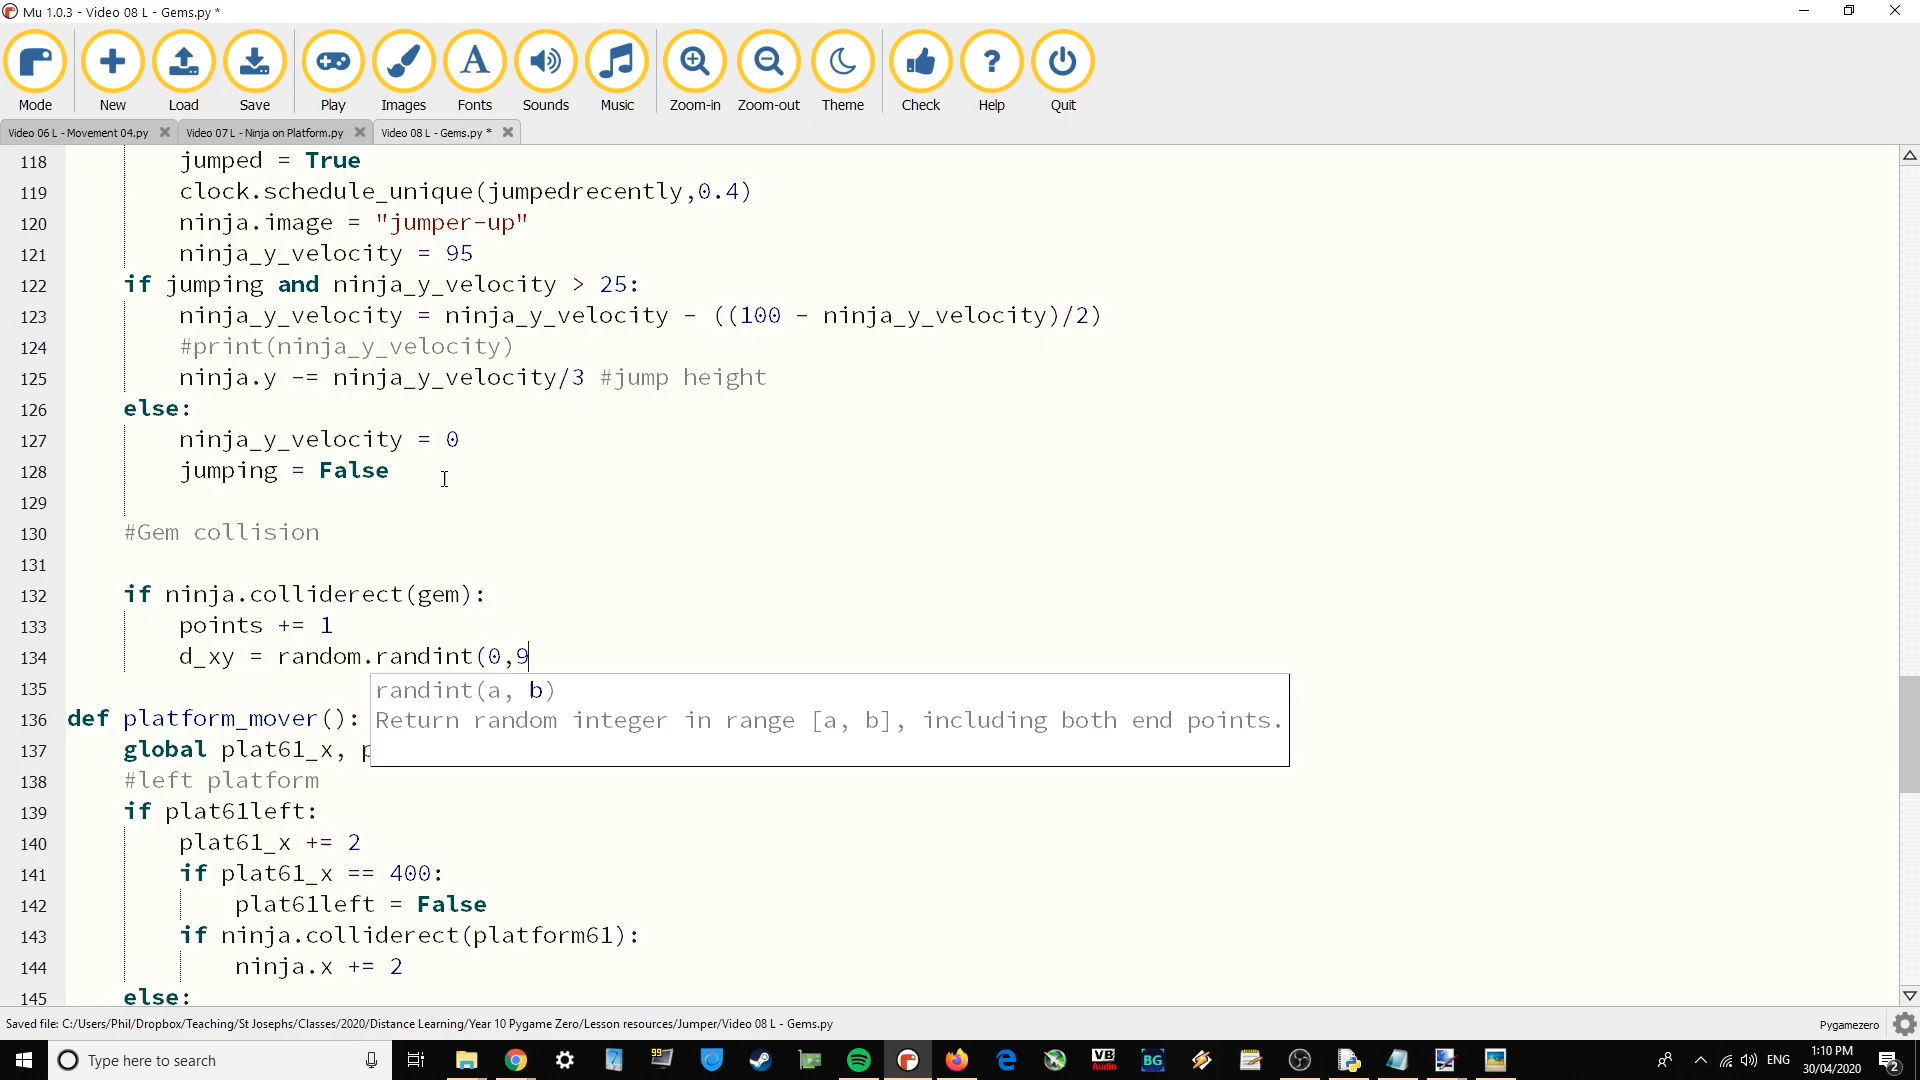 Mu 1.0.3 - Video 08 L - Gems.py *
Mode New Load Save Play Images Fonts Sounds Music Zoom-in Zoom-out Theme Check Help Quit
Video 06 L - Movement 04.py Video 07 L - Ninja on Platform.py Video 08 L - Gems.py *
118 jumped = True
119 clock.schedule_unique(jumpedrecently,0.4)
120 ninja.image = "jumper-up"
121 ninja_y_velocity = 95
122 if jumping and ninja_y_velocity > 25:
123 ninja_y_velocity = ninja_y_velocity - ((100 - ninja_y_velocity)/2)
124 #print(ninja_y_velocity)
125 ninja.y -= ninja_y_velocity/3 #jump height
126 else:
127 ninja_y_velocity = 0
128 jumping = False
129
130 #Gem collision
131
132 if ninja.colliderect(gem):
133 points += 1
134 d_xy = random.randint(0,9
135 randint(a, b)
136 def platform_mover(): Return random integer in range [a, b], including both end points.
137 global plat61_x, p
138 #left platform
139 if plat61left:
140 plat61_x += 2
141 if plat61_x == 400:
142 plat61left = False
143 if ninja.colliderect(platform61):
144 ninja.x += 2
145 else:
Saved file: C:/Users/Phil/Dropbox/Teaching/St Josephs/Classes/2020/Distance Learning/Year 10 Pygame Zero/Lesson resources/Jumper/Video 08 L - Gems.py Pygamezero
Type here to search 99 VB Audio BG ENG 1:10 PM
30/04/2020 2